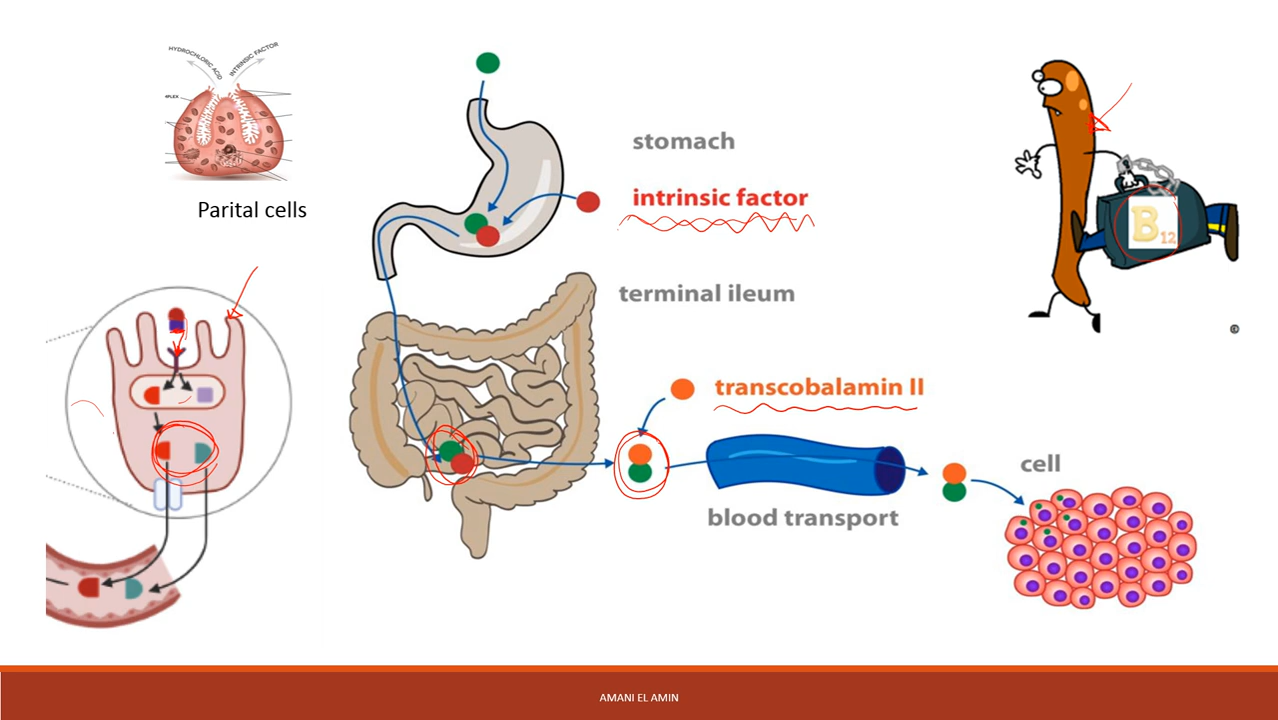 HYDROCHLORIC ACID
INTRINSIC FACTOR
Parital cells
stomach
intrinsic factor
terminal ileum
transcobalamin II
blood transport
cell
B12
©
AMANI EL AMIN